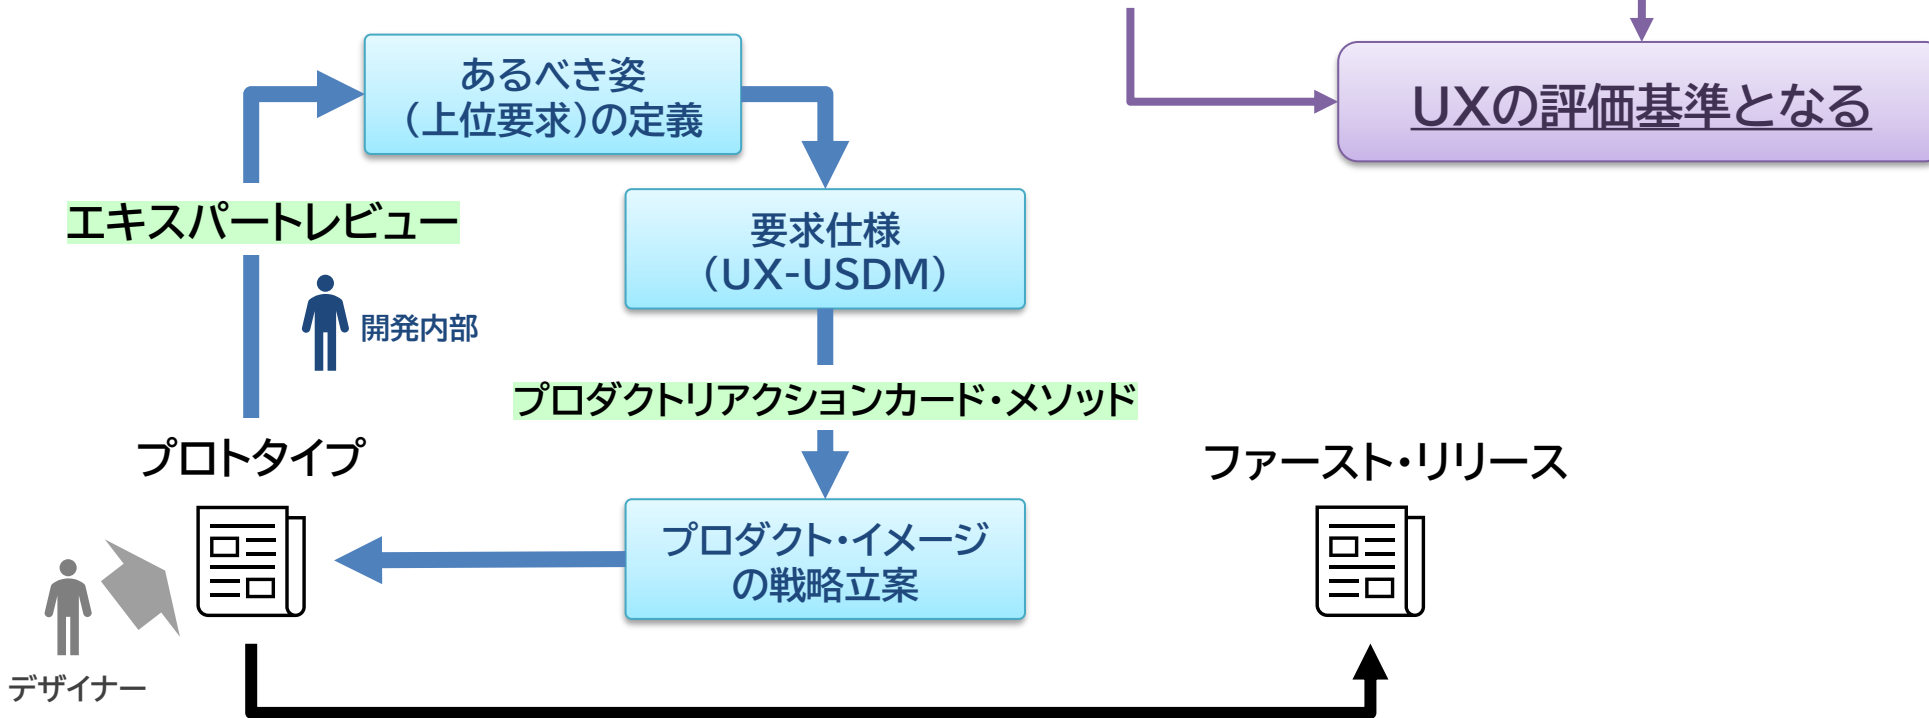 あるべき姿
（上位要求）の定義
UXの評価基準となる
エキスパートレビュー
要求仕様
（UX-USDM）
開発内部
プロダクトリアクションカード・メソッド
プロトタイプ
ファースト・リリース
プロダクト・イメージ
の戦略立案
デザイナー